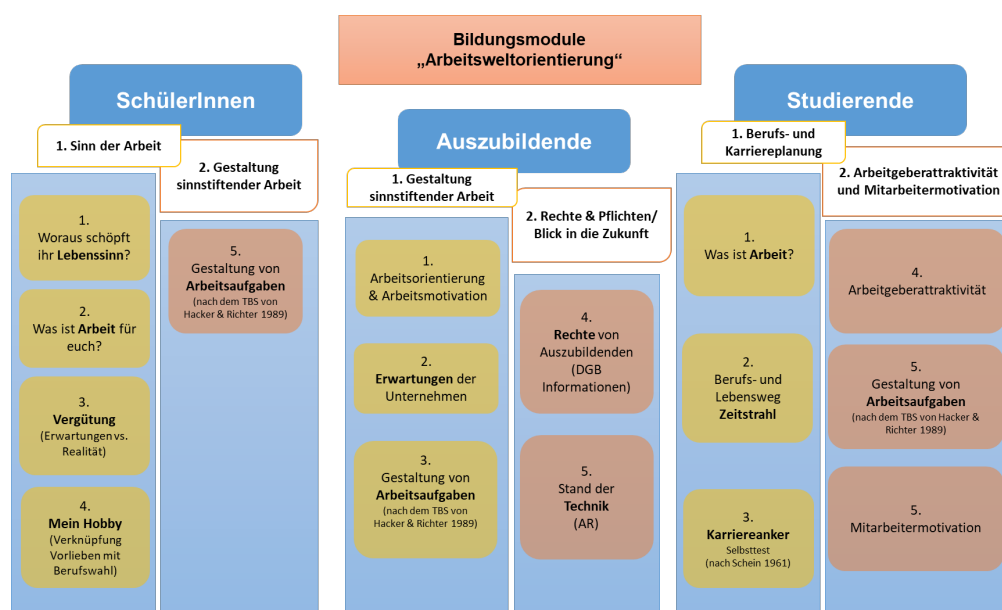 Bildungsmodule
„Arbeitsweltorientierung“
SchülerInnen
1. Sinn der Arbeit
2. Gestaltung
sinnstiftender Arbeit
1.
Woraus schöpft
ihr Lebenssinn?
2.
Was ist Arbeit für
euch?
3.
Vergütung
(Erwartungen vs.
Realität)
4.
Mein Hobby
(Verknüpfung
Vorlieben mit
Berufswahl)
5.
Gestaltung von
Arbeitsaufgaben
(nach dem TBS von
Hacker & Richter 1989)
Auszubildende
1. Gestaltung
sinnstiftender Arbeit
2. Rechte & Pflichten/
Blick in die Zukunft
1.
Arbeitsorientierung
& Arbeitsmotivation
2.
Erwartungen der
Unternehmen
3.
Gestaltung von
Arbeitsaufgaben
(nach dem TBS von
Hacker & Richter 1989)
4.
Rechte von
Auszubildenden
(DGB
Informationen)
5.
Stand der
Technik
(AR)
Studierende
1. Berufs- und
Karriereplanung
2. Arbeitgeberattraktivität
und Mitarbeitermotivation
1.
Was ist Arbeit?
2.
Berufs- und
Lebensweg
Zeitstrahl
3.
Karriereanker
Selbsttest
(nach Schein 1961)
4.
Arbeitgeberattraktivität
5.
Gestaltung von
Arbeitsaufgaben
(nach dem TBS von Hacker &
Richter 1989)
5.
Mitarbeitermotivation